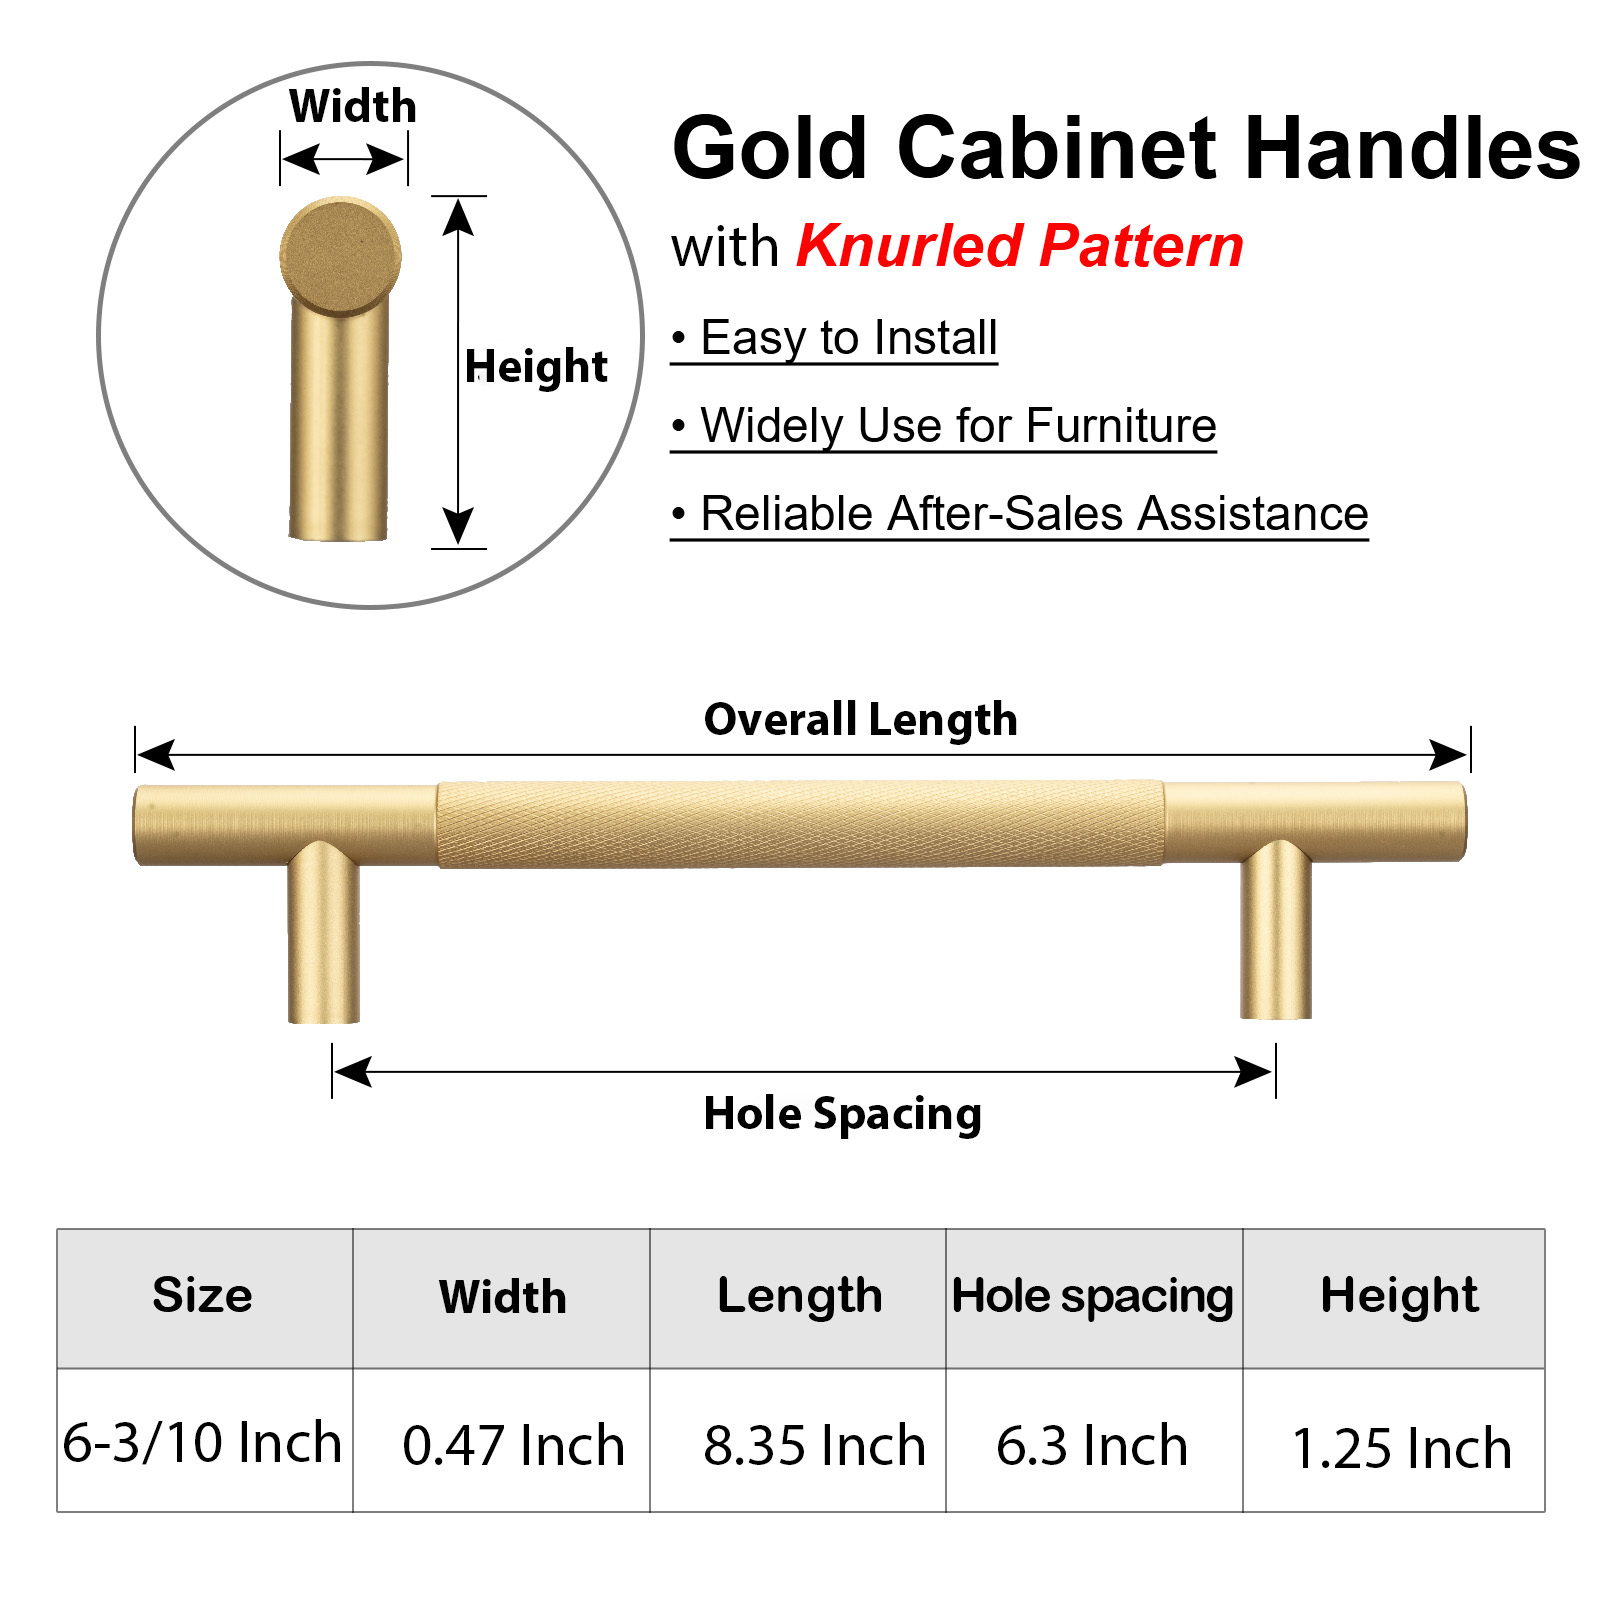 Width
Height
Gold Cabinet Handles
with Knurled Pattern
• Easy to Install
• Widely Use for Furniture
• Reliable After-Sales Assistance
Overall Length
Hole Spacing
Size Width Length Hole spacing Height
6-3/10 Inch 0.47 Inch 8.35 Inch 6.3 Inch 1.25 Inch